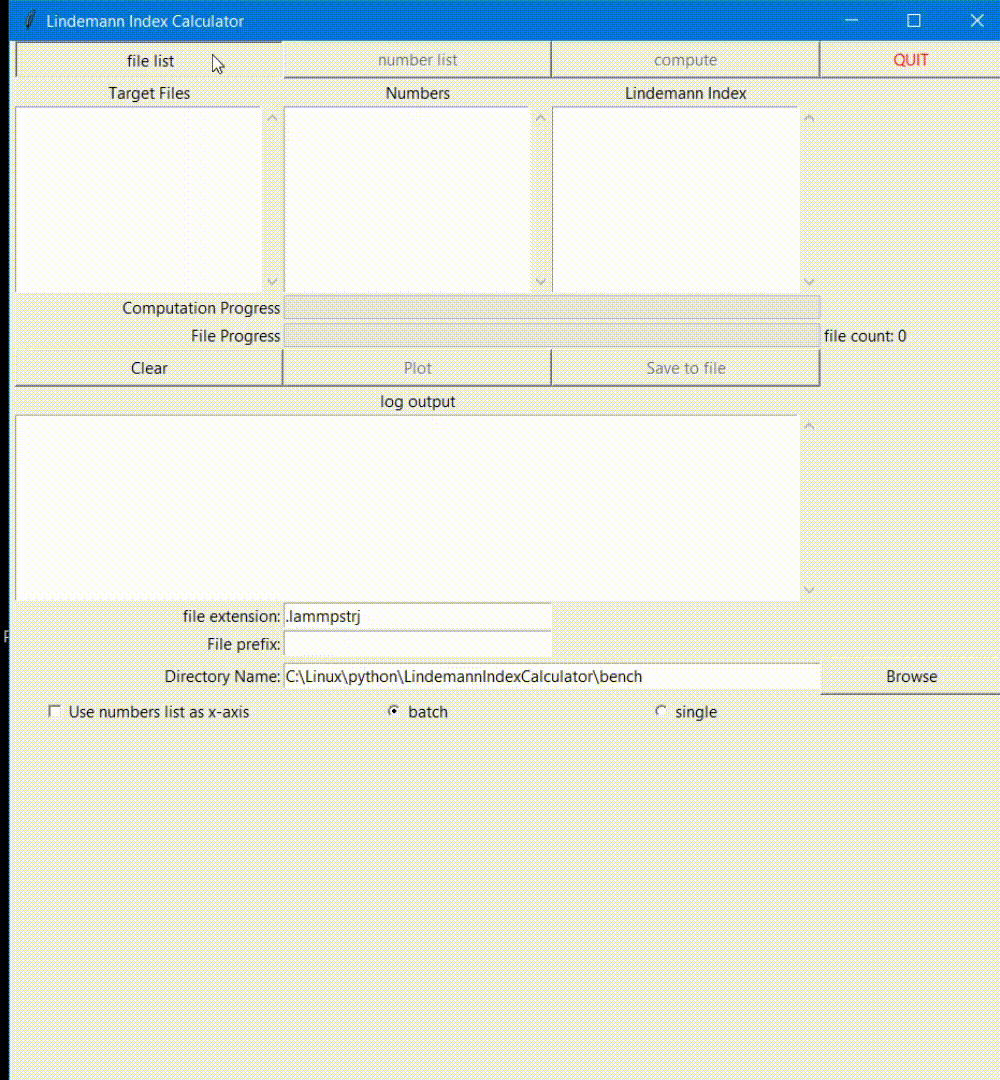 Lindemann Index Calculator
file list number list compute QUIT
Target Files Numbers Lindemann Index
Computation Progress
File Progress file count: 0
Clear Plot Save to file
log output
file extension: .lammpstrj
File prefix:
Directory Name: C:\Linux\python\LindemannIndexCalculator\bench Browse
Use numbers list as x-axis batch single